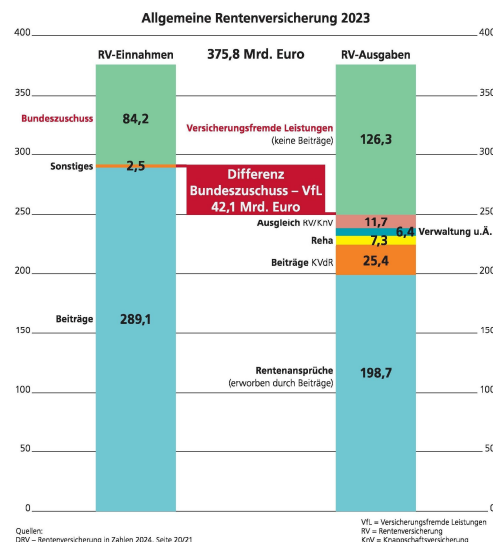 Allgemeine Rentenversicherung 2023
400 400
RV-Einnahmen 375,8 Mrd. Euro RV-Ausgaben
350 350
Bundeszuschuss 84,2
Versicherungsfremde Leistungen
(keine Beiträge)
126,3
300 300
Sonstiges 2,5
Differenz
Bundeszuschuss – VfL
42,1 Mrd. Euro
250 250
Ausgleich RV/KnV 11,7
6,4 Verwaltung u.Ä.
Reha 7,3
Beiträge KVdR 25,4
200 200
Beiträge 289,1
150 150
Rentenansprüche
(erworben durch Beiträge)
198,7
100 100
50 50
0 0
Quellen:
DRV – Rentenversicherung in Zahlen 2024, Seite 20/21
VfL = Versicherungsfremde Leistungen
RV = Rentenversicherung
KnV = Knappschaftsversicherung